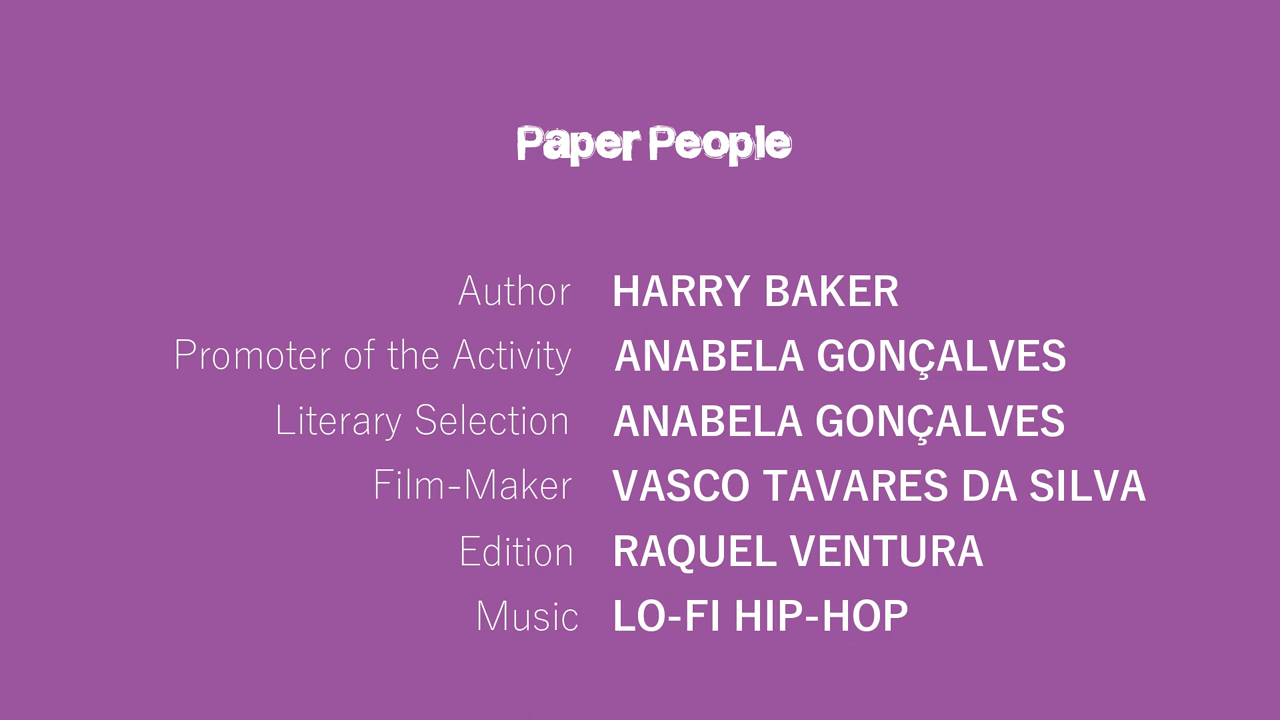 Paper People
Author HARRY BAKER
Promoter of the Activity ANABELA GONÇALVES
Literary Selection ANABELA GONÇALVES
Film-Maker VASCO TAVARES DA SILVA
Edition RAQUEL VENTURA
Music LO-FI HIP-HOP